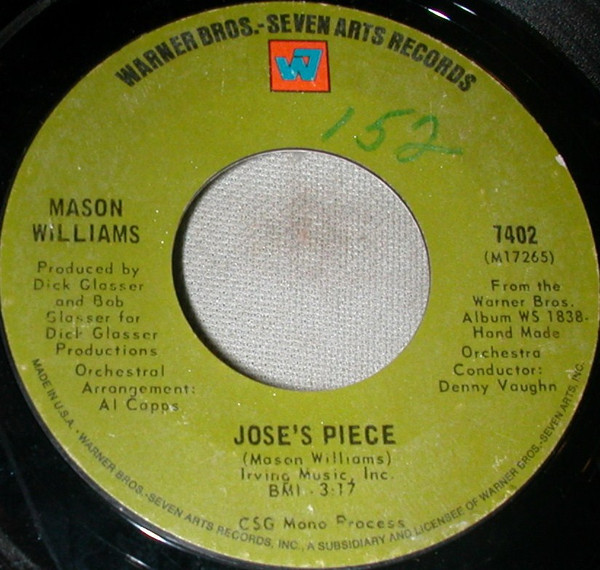 WARNER BROS.-SEVEN ARTS RECORDS
W7
152
MASON
WILLIAMS
Produced by
Dick Glasser
and Bob
Glasser for
Dick Glasser
Productions
Orchestral
Arrangement:
Al Capps
7402
(M17265)
From the
Warner Bros.
Album WS 1838-
Hand Made
Orchestra
Conductor:
Denny Vaughn
JOSE'S PIECE
(Mason Williams)
Irving Music, Inc.
BMI - 3:17
CSG Mono Process
MADE IN U.S.A. • WARNER BROS.-SEVEN ARTS RECORDS, INC., A SUBSIDIARY AND LICENSEE OF WARNER BROS.-SEVEN ARTS, INC.